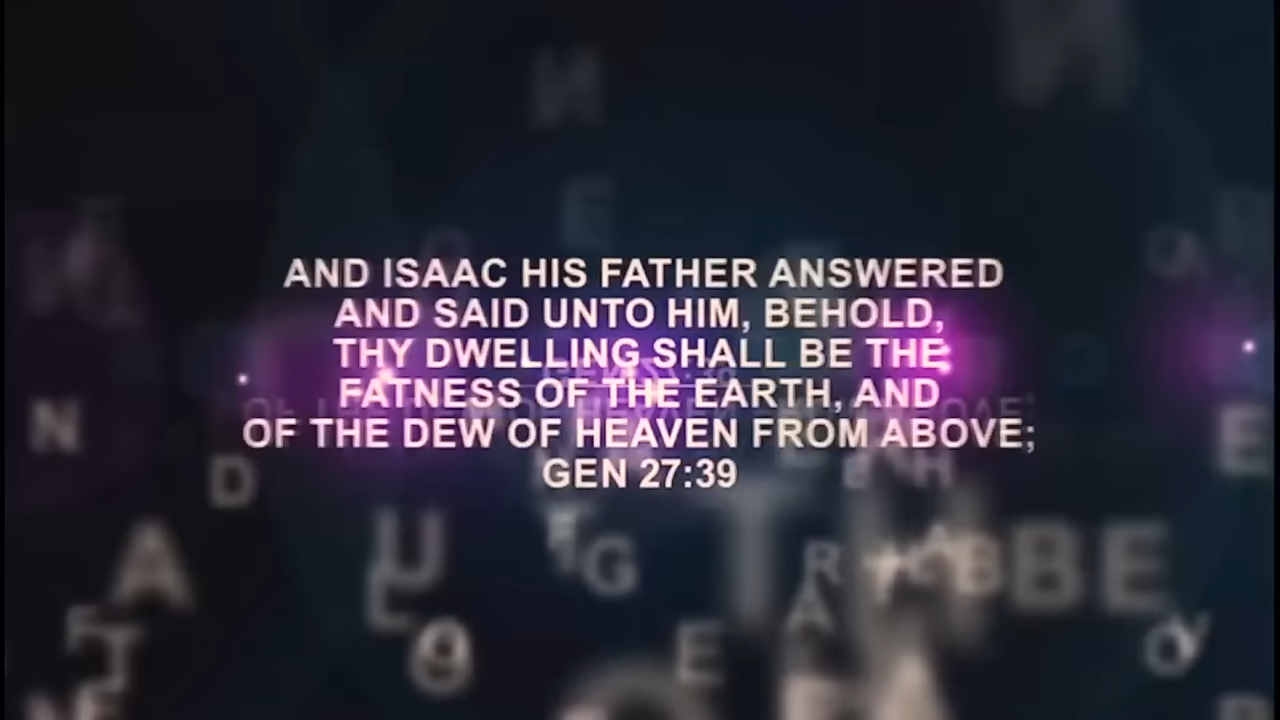 AND ISAAC HIS FATHER ANSWERED
AND SAID UNTO HIM, BEHOLD,
THY DWELLING SHALL BE THE
FATNESS OF THE EARTH, AND
OF THE DEW OF HEAVEN FROM ABOVE;
GEN 27:39